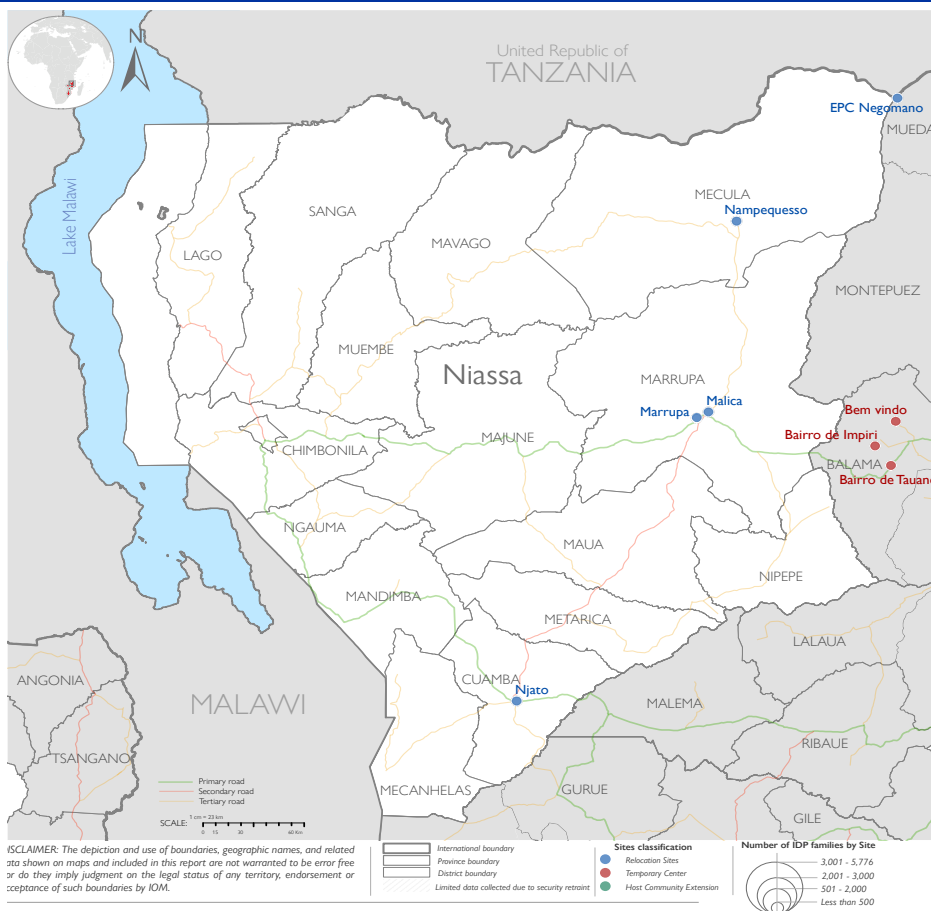 N
United Republic of
TANZANIA
EPC Negomano
MUEDA
Lake Malawi
MECULA
Nampequesso
SANGA
MAVAGO
LAGO
MONTEPUEZ
MUEMBE
Niassa
MARRUPA
Malica
Marrupa
Bem vindo
Bairro de Impiri
MAJUNE
CHIMBONILA
BALAMA
Bairro de Tauane
NGAUMA
MAUA
NIPEPE
MANDIMBA
METARICA
LALAUA
ANGONIA
CUAMBA
Njato
MALAWI
MALEMA
TSANGANO
RIBAUE
Primary road
Secondary road
Tertiary road
MECANHELAS
GURUE
GILE
SCALE:
1 cm = 23 km
0 15 30 60 Km
ISCLAIMER: The depiction and use of boundaries, geographic names, and related
ata shown on maps and included in this report are not warranted to be error free
or do they imply judgment on the legal status of any territory, endorsement or
cceptance of such boundaries by IOM.
International boundary
Province boundary
District boundary
Limited data collected due to security retraint
Sites classification
Relocation Sites
Temporary Center
Host Community Extension
Number of IDP families by Site
3,001 - 5,776
2,001 - 3,000
501 - 2,000
Less than 500